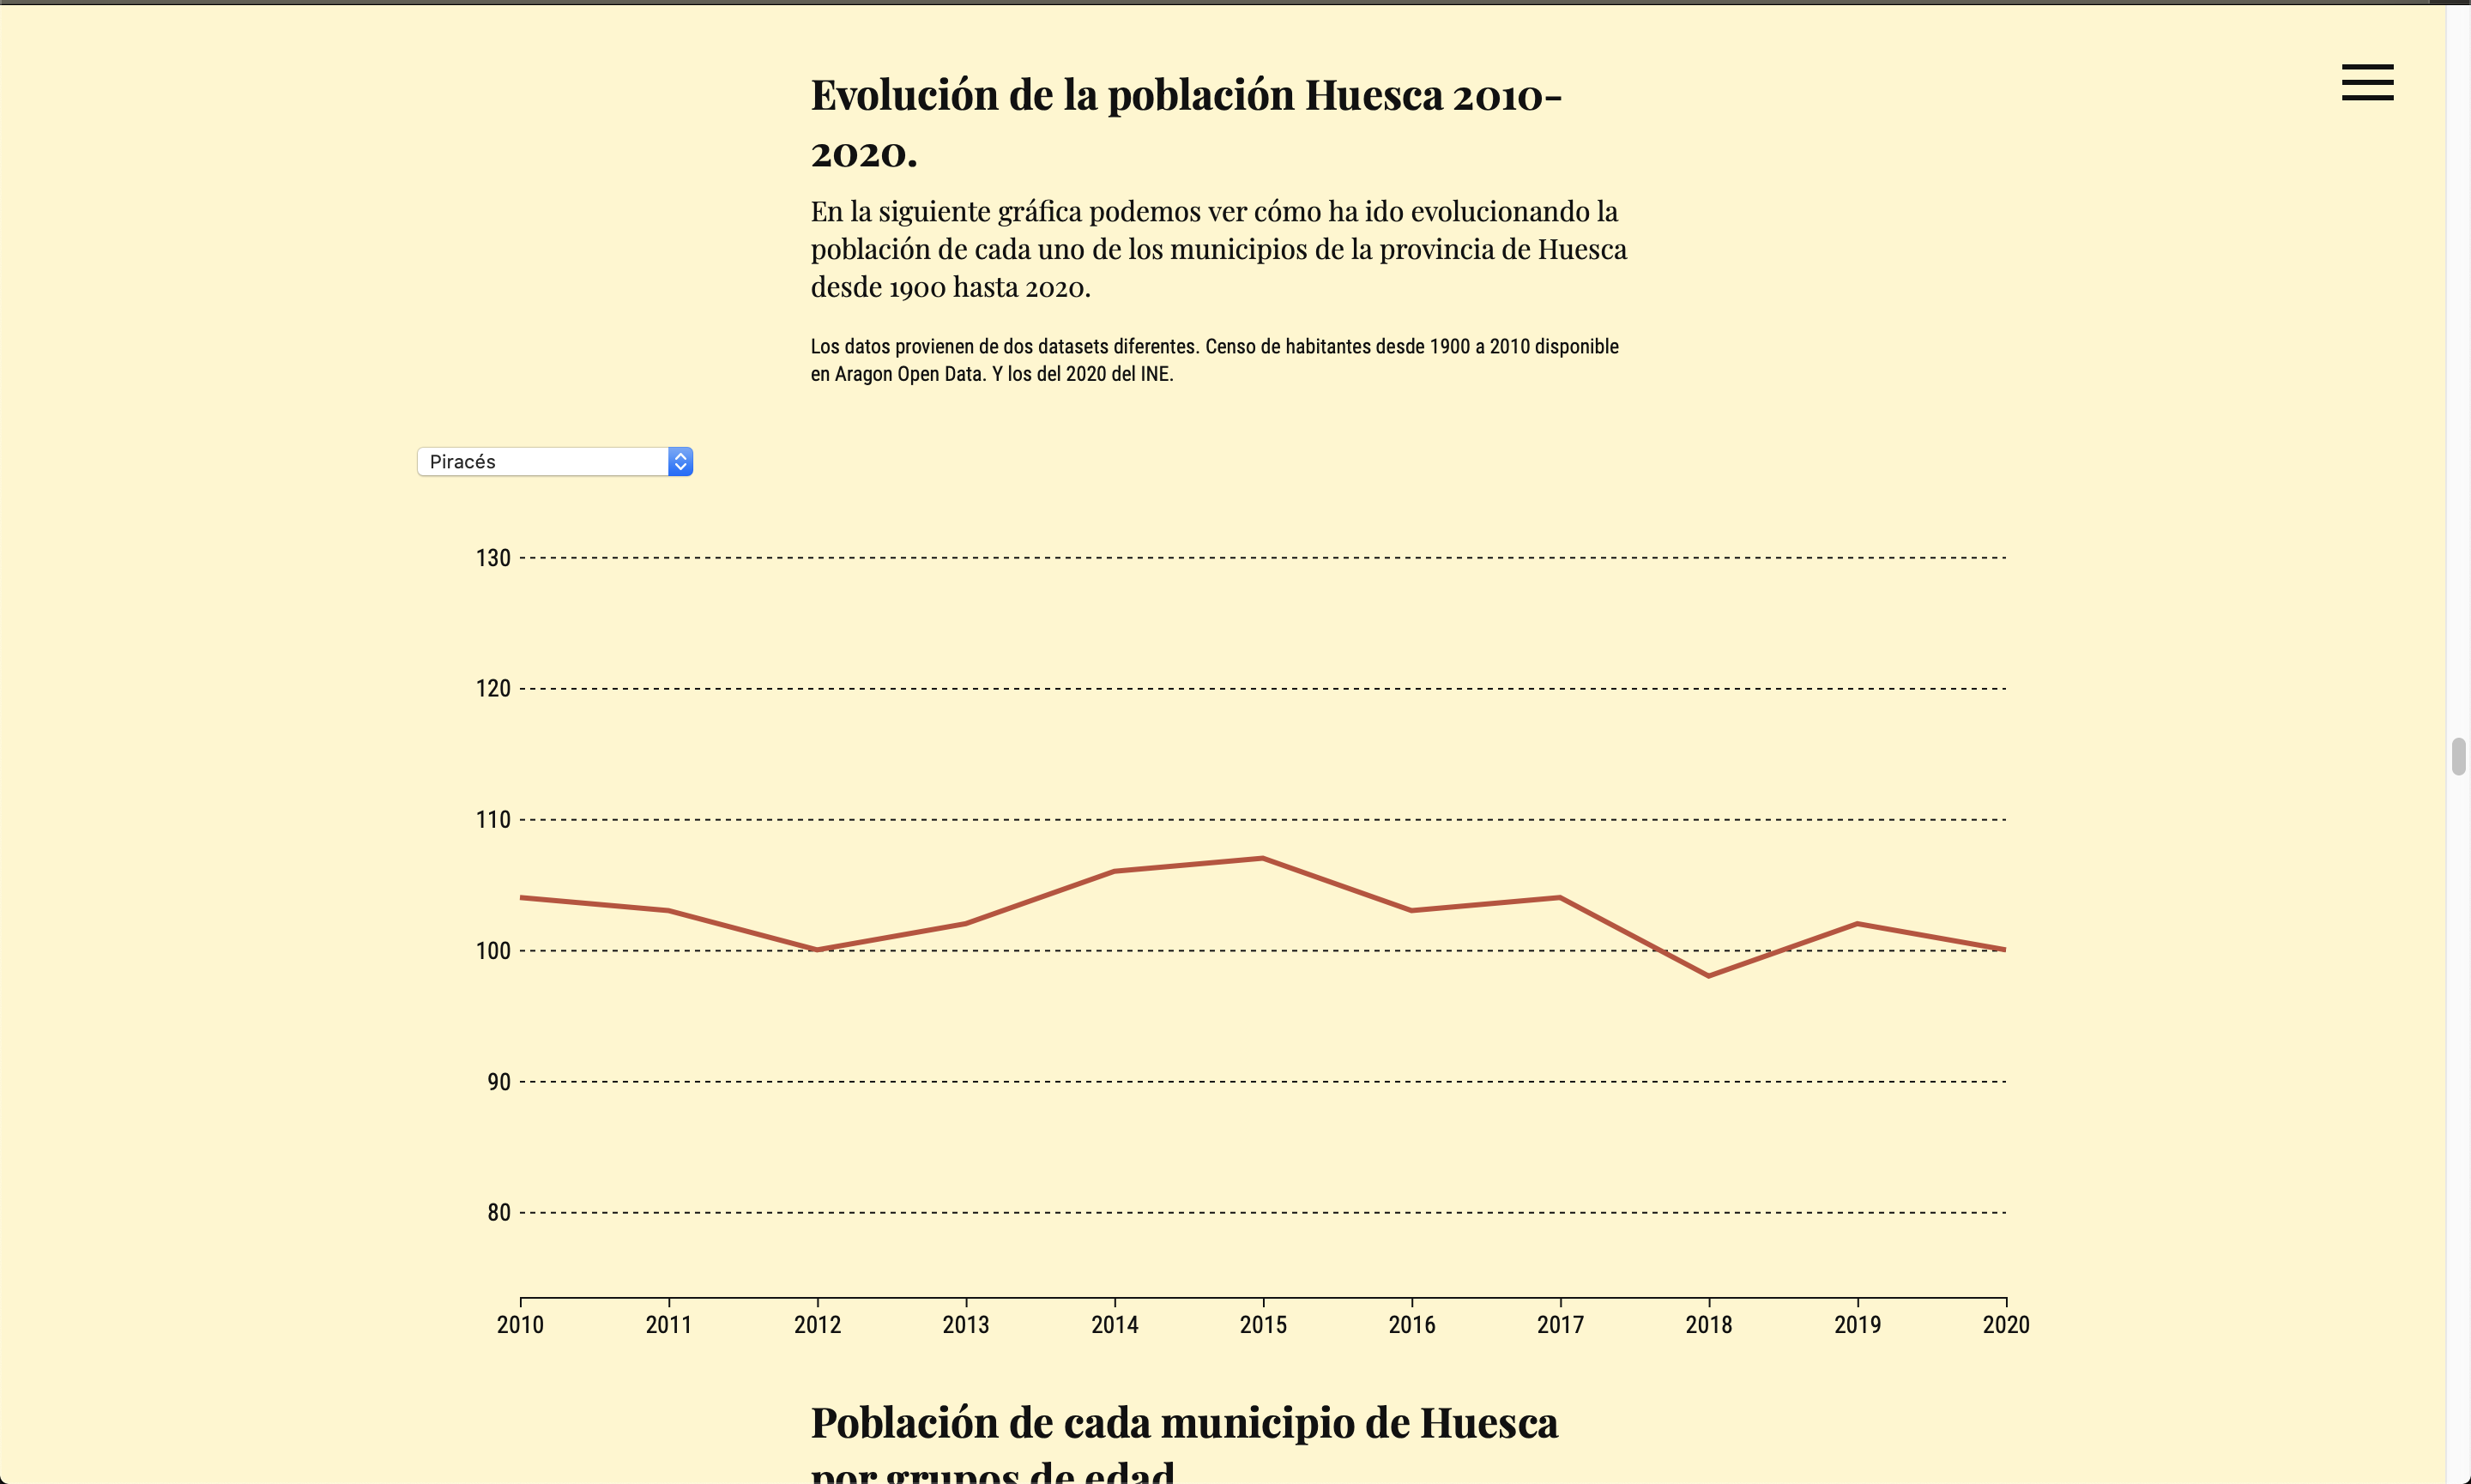 Evolución de la población Huesca 2010-
2020.
En la siguiente gráfica podemos ver cómo ha ido evolucionando la
población de cada uno de los municipios de la provincia de Huesca
desde 1900 hasta 2020.
Los datos provienen de dos datasets diferentes. Censo de habitantes desde 1900 a 2010 disponible
en Aragon Open Data. Y los del 2020 del INE.
Piracés
130
120
110
100
90
80
2010 2011 2012 2013 2014 2015 2016 2017 2018 2019 2020
Población de cada municipio de Huesca
por grupos de edad